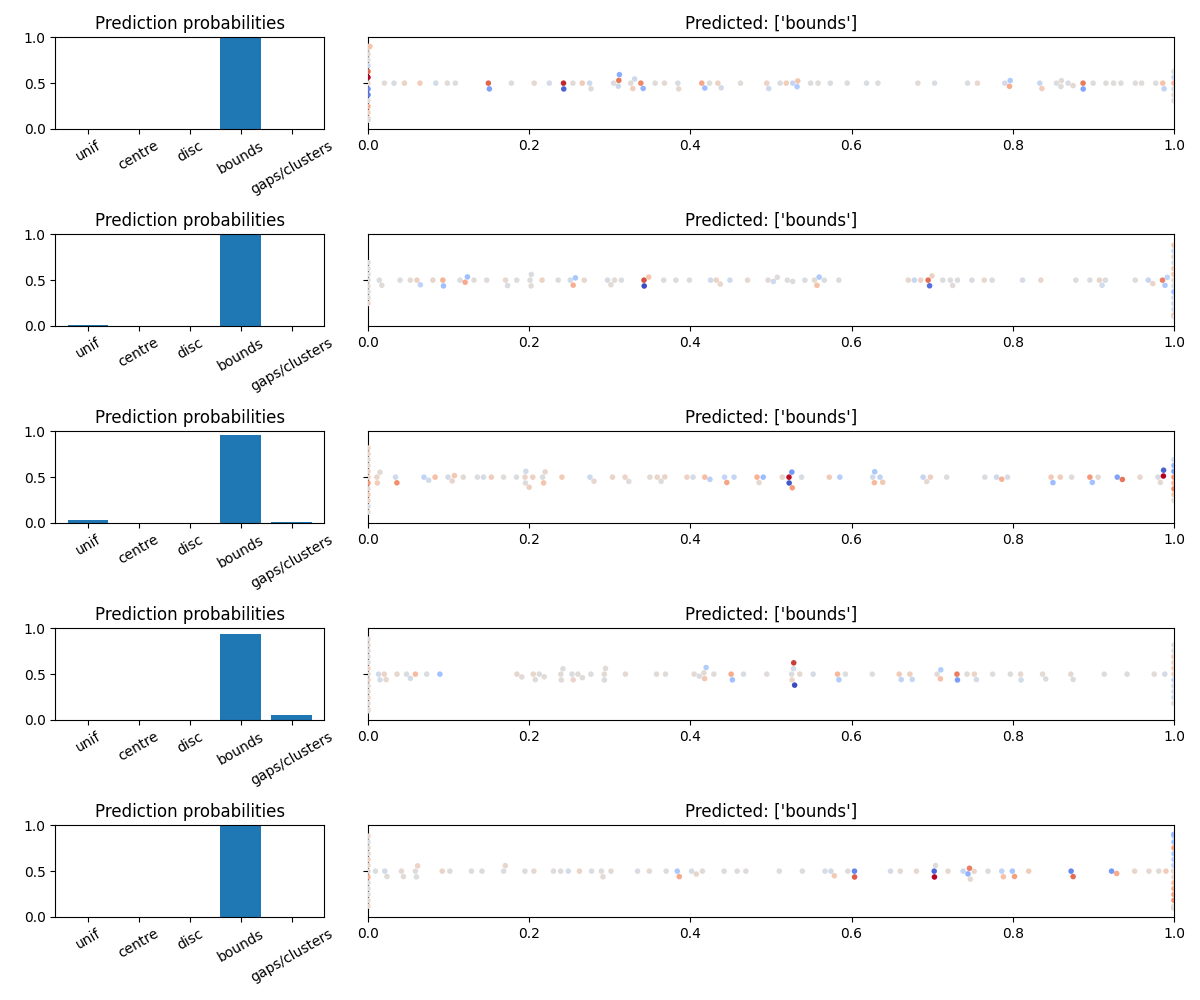 Prediction probabilities
Predicted: ['bounds']
1.0
0.5
0.0
unif
centre
disc
bounds
gaps/clusters
0.0 0.2 0.4 0.6 0.8 1.0
Prediction probabilities
Predicted: ['bounds']
1.0
0.5
0.0
unif
centre
disc
bounds
gaps/clusters
0.0 0.2 0.4 0.6 0.8 1.0
Prediction probabilities
Predicted: ['bounds']
1.0
0.5
0.0
unif
centre
disc
bounds
gaps/clusters
0.0 0.2 0.4 0.6 0.8 1.0
Prediction probabilities
Predicted: ['bounds']
1.0
0.5
0.0
unif
centre
disc
bounds
gaps/clusters
0.0 0.2 0.4 0.6 0.8 1.0
Prediction probabilities
Predicted: ['bounds']
1.0
0.5
0.0
unif
centre
disc
bounds
gaps/clusters
0.0 0.2 0.4 0.6 0.8 1.0